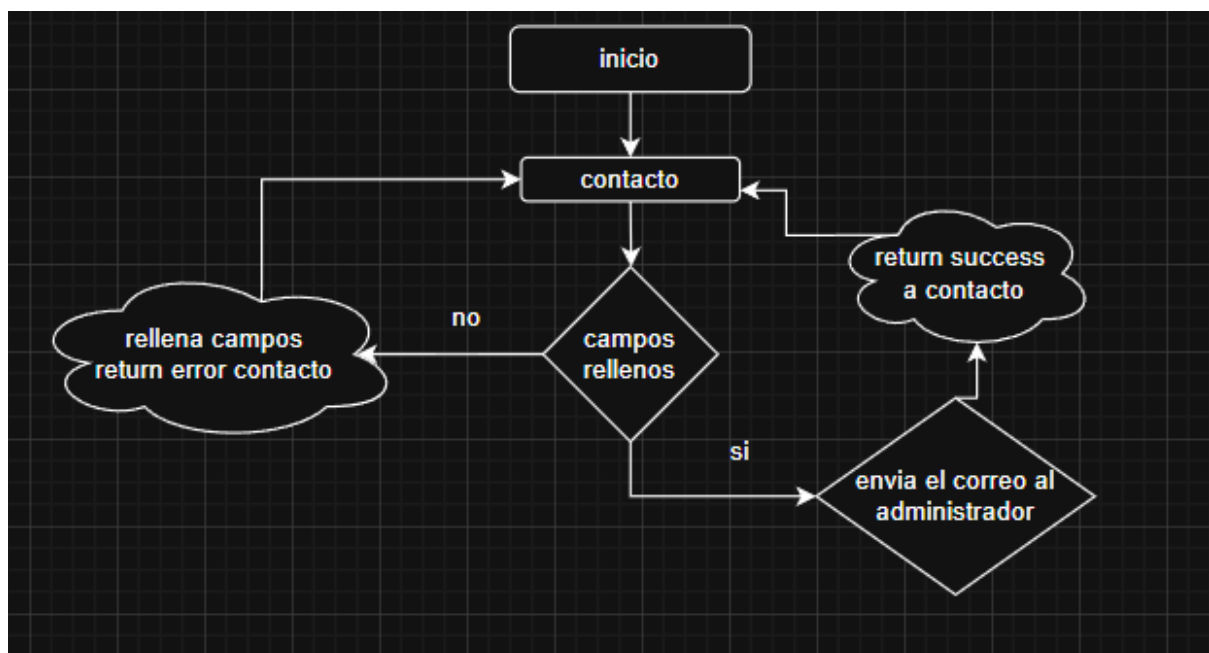 inicio
contacto
return success
a contacto
no
rellena campos
return error contacto
campos
rellenos
si
envia el correo al
administrador